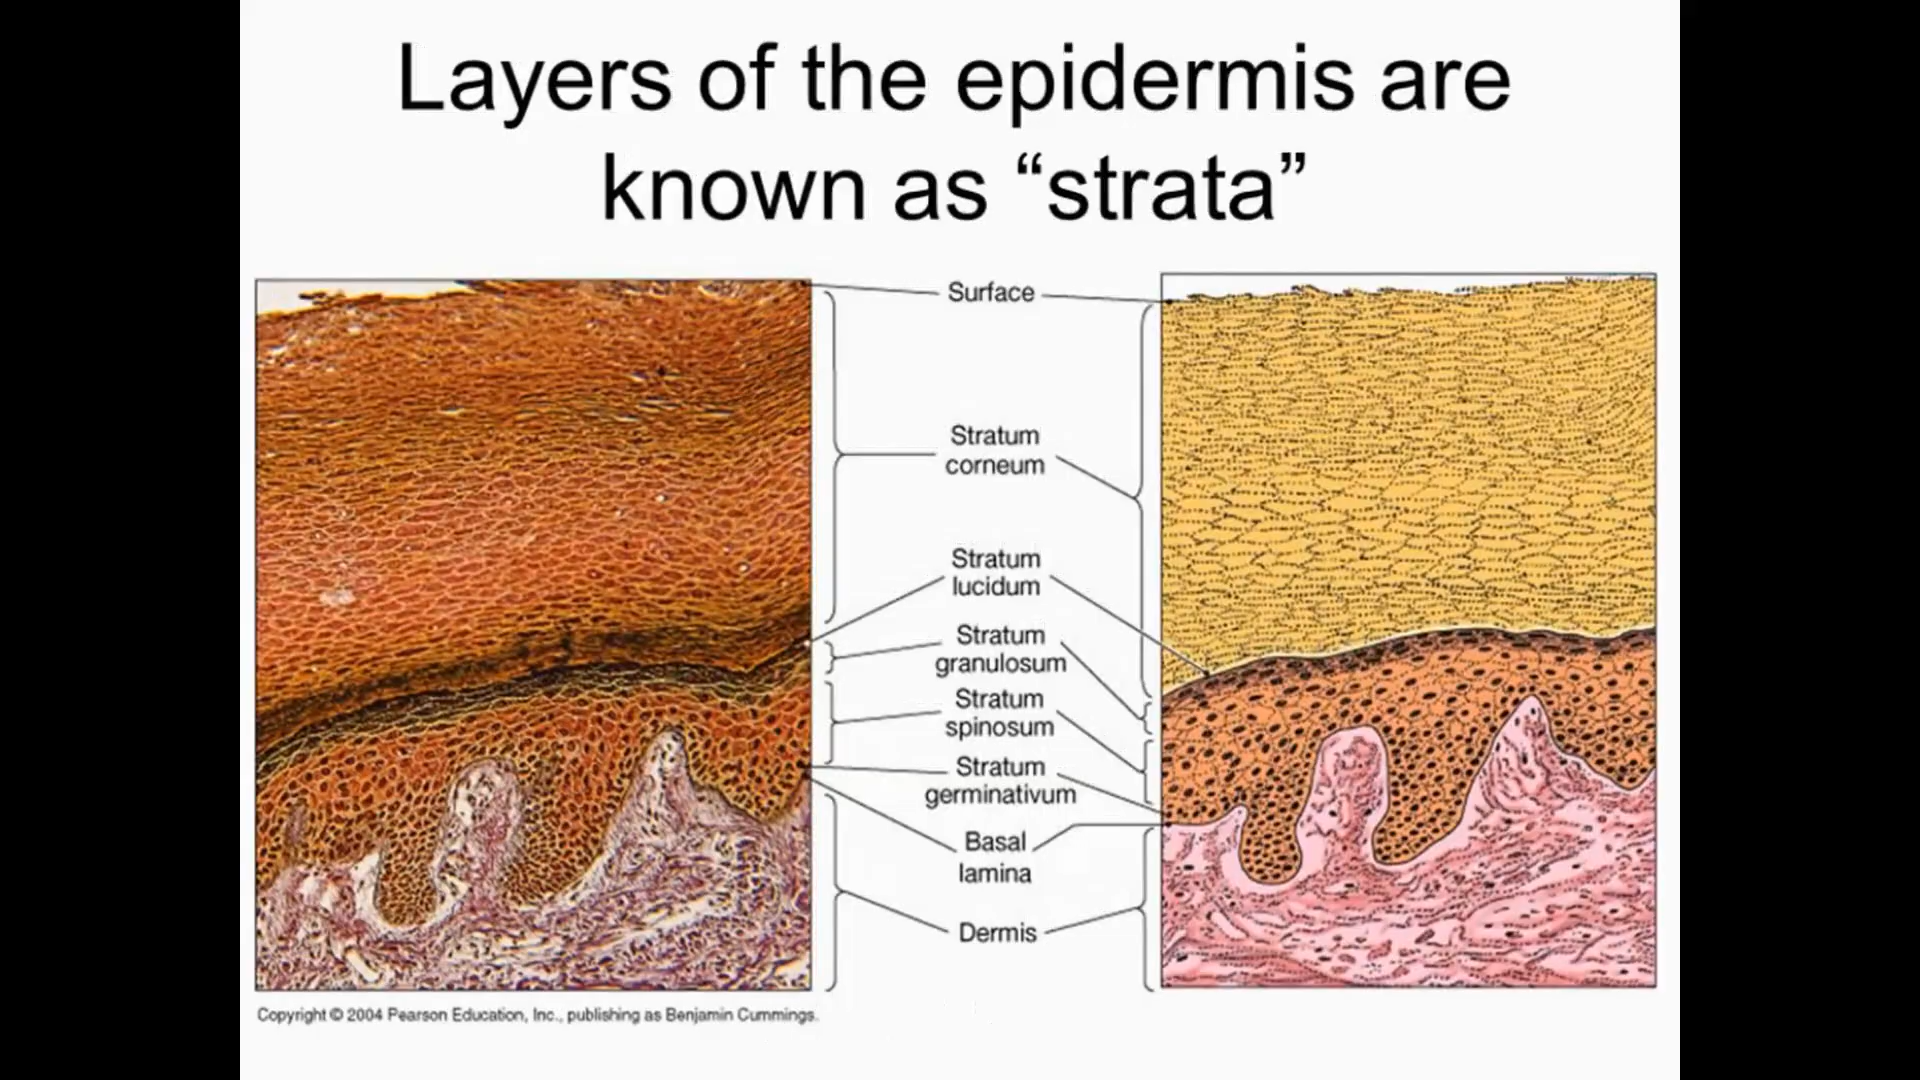 Layers of the epidermis are
known as “strata”
Surface
Stratum
corneum
Stratum
lucidum
Stratum
granulosum
Stratum
spinosum
Stratum
germinativum
Basal
lamina
Dermis
Copyright © 2004 Pearson Education, Inc., publishing as Benjamin Cummings.